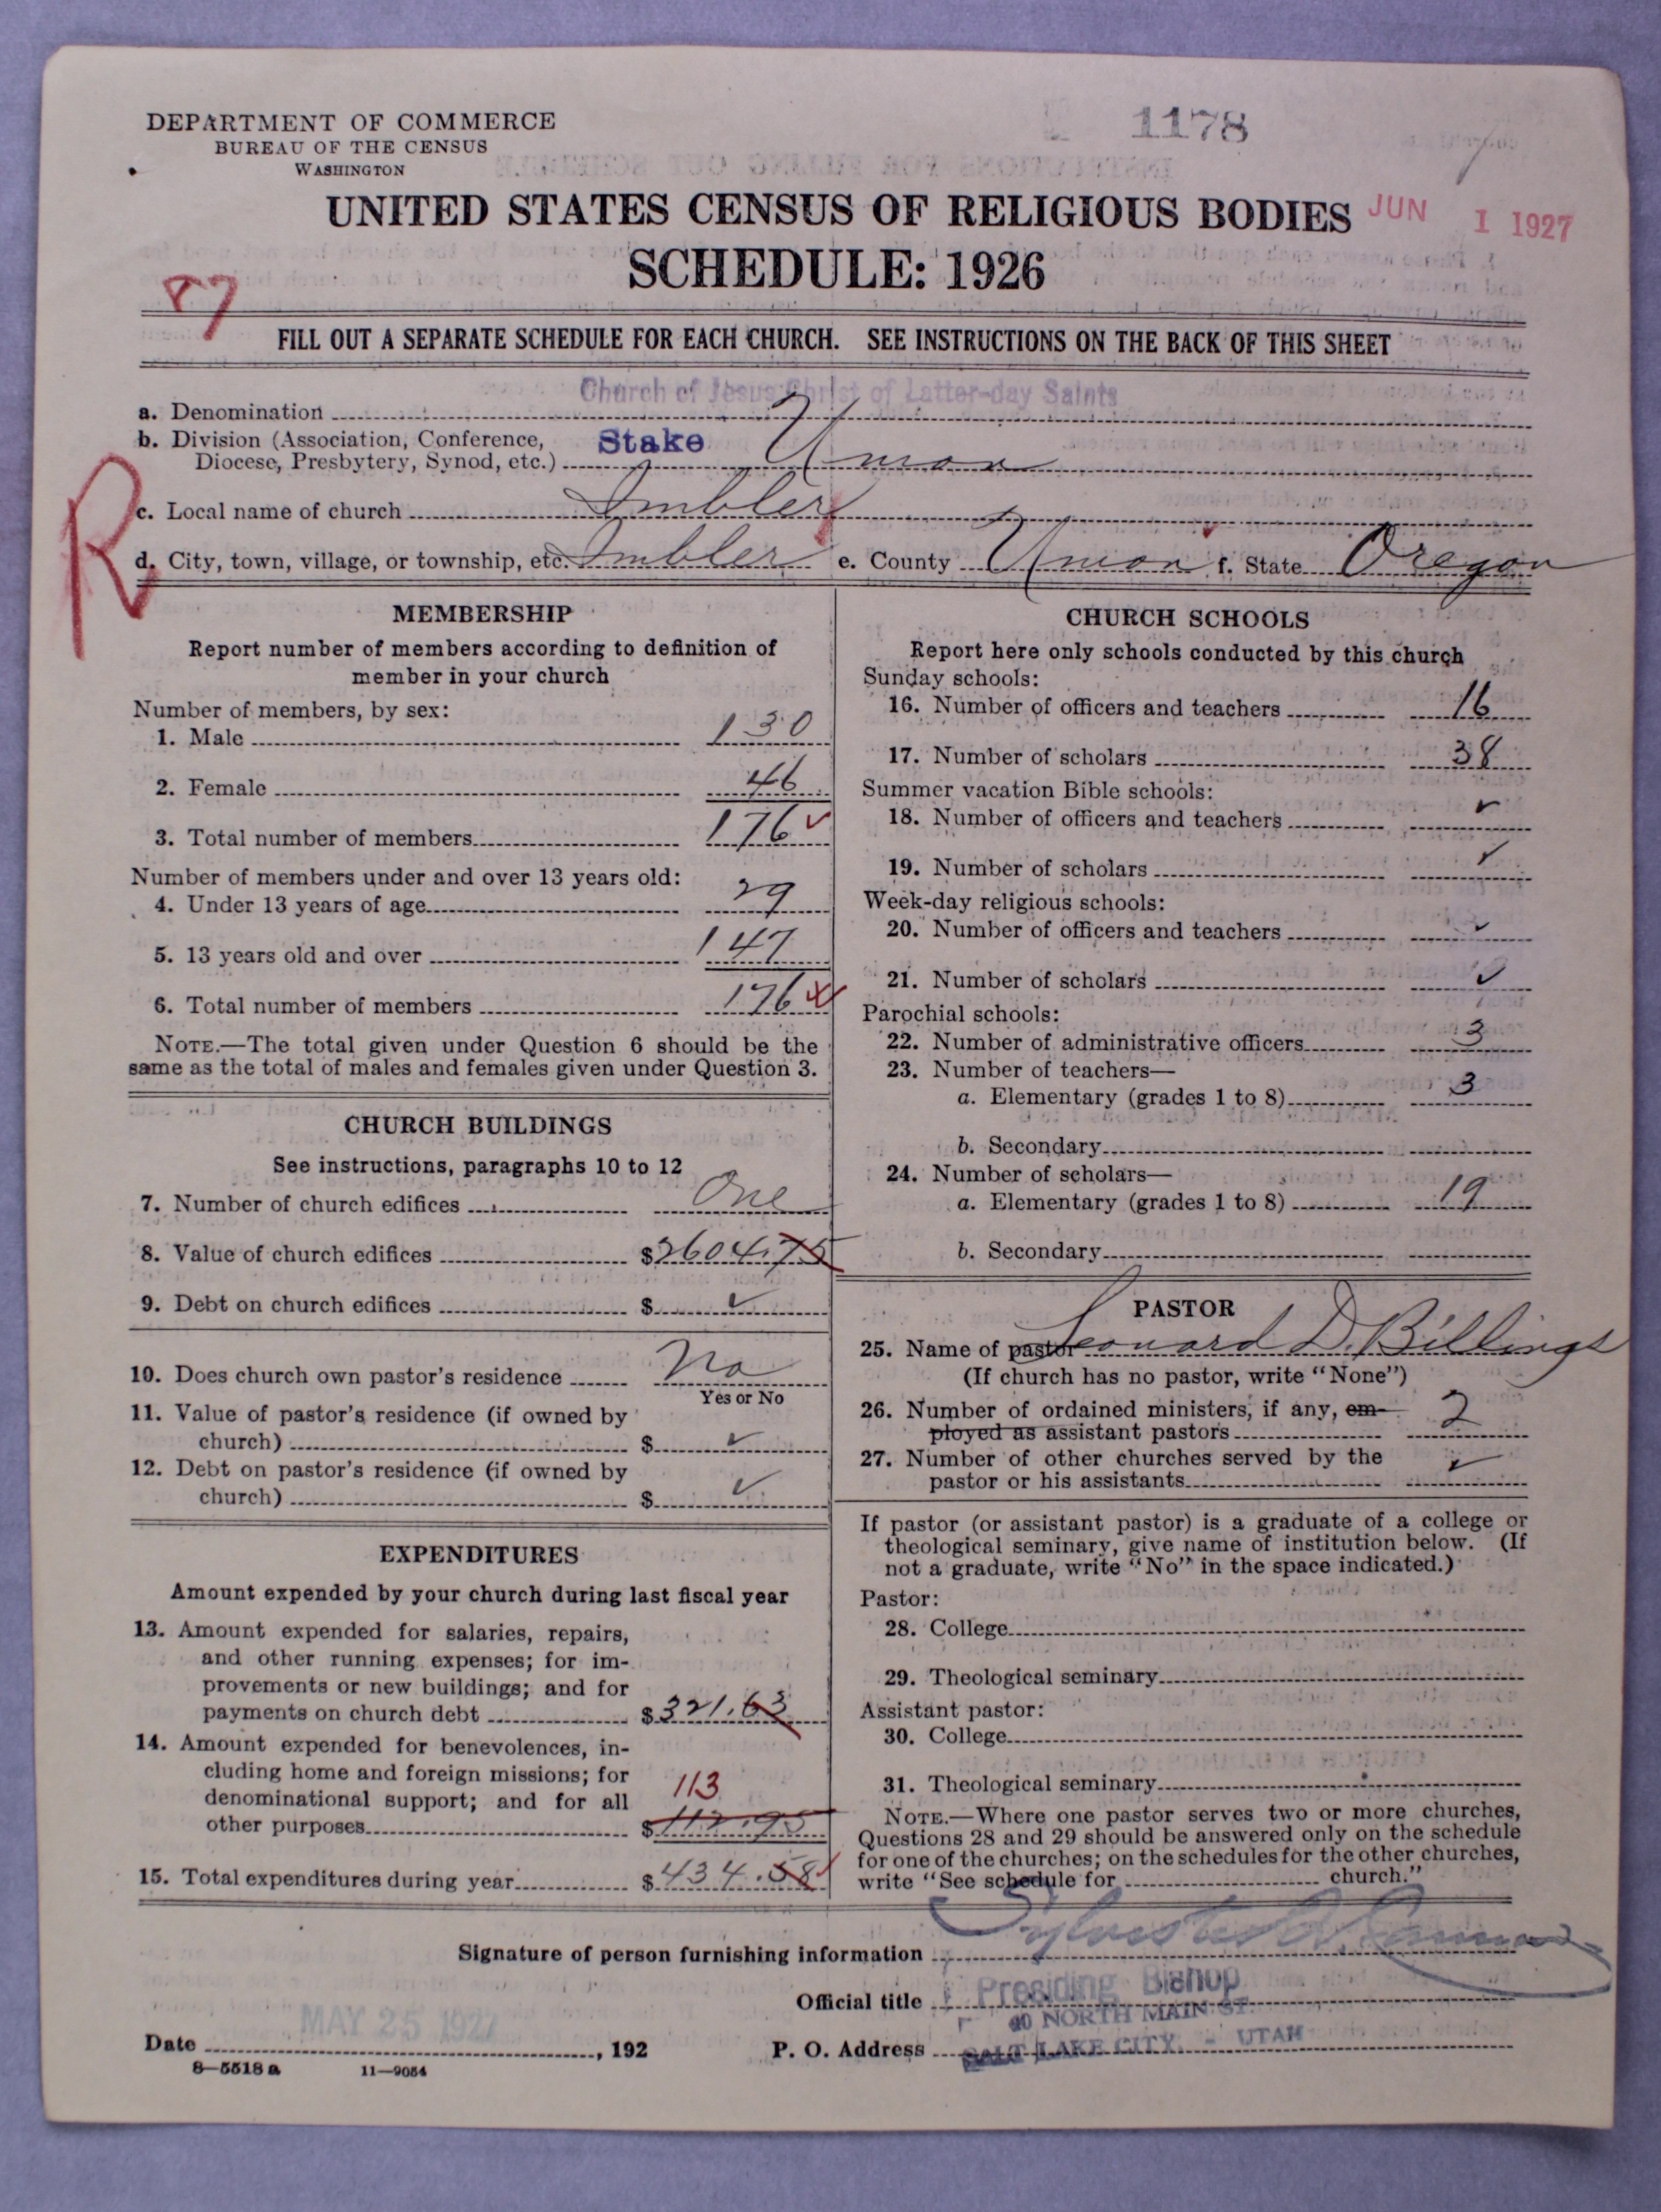 DEPARTMENT OF COMMERCE
BUREAU OF THE CENSUS
WASHINGTON
1178
UNITED STATES CENSUS OF RELIGIOUS BODIES
JUN 1 1927
SCHEDULE: 1926
87
FILL OUT A SEPARATE SCHEDULE FOR EACH CHURCH. SEE INSTRUCTIONS ON THE BACK OF THIS SHEET
Church of Jesus Christ of Latter-day Saints
a. Denomination
b. Division (Association, Conference, Stake Union
Diocese, Presbytery, Synod, etc.)
R
c. Local name of church Imbler
d. City, town, village, or township, etc. Imbler e. County Union f. State Oregon
MEMBERSHIP
Report number of members according to definition of
member in your church
Number of members, by sex:
1. Male 130
2. Female 46
3. Total number of members 176 ✓
Number of members under and over 13 years old:
4. Under 13 years of age 29
5. 13 years old and over 147
6. Total number of members 176
NOTE.—The total given under Question 6 should be the
same as the total of males and females given under Question 3.
CHURCH BUILDINGS
See instructions, paragraphs 10 to 12
7. Number of church edifices One
8. Value of church edifices $2604.75
9. Debt on church edifices $ ✓
10. Does church own pastor's residence No
Yes or No
11. Value of pastor's residence (if owned by
church) $ ✓
12. Debt on pastor's residence (if owned by
church) $ ✓
EXPENDITURES
Amount expended by your church during last fiscal year
13. Amount expended for salaries, repairs,
and other running expenses; for im-
provements or new buildings; and for
payments on church debt $321.63
14. Amount expended for benevolences, in-
cluding home and foreign missions; for
denominational support; and for all 113
other purposes $112.95
15. Total expenditures during year $434.58 ✓
CHURCH SCHOOLS
Report here only schools conducted by this church
Sunday schools:
16. Number of officers and teachers 16
17. Number of scholars 38
Summer vacation Bible schools:
18. Number of officers and teachers ✓
19. Number of scholars ✓
Week-day religious schools:
20. Number of officers and teachers ✓
21. Number of scholars ✓
Parochial schools:
22. Number of administrative officers 3
23. Number of teachers—
a. Elementary (grades 1 to 8) 3
b. Secondary
24. Number of scholars—
a. Elementary (grades 1 to 8) 19
b. Secondary
PASTOR
25. Name of pastor Leonard D. Billings
(If church has no pastor, write "None")
26. Number of ordained ministers, if any, em-
ployed as assistant pastors 2
27. Number of other churches served by the
pastor or his assistants ✓
If pastor (or assistant pastor) is a graduate of a college or
theological seminary, give name of institution below. (If
not a graduate, write "No" in the space indicated.)
Pastor:
28. College
29. Theological seminary
Assistant pastor:
30. College
31. Theological seminary
NOTE.—Where one pastor serves two or more churches,
Questions 28 and 29 should be answered only on the schedule
for one of the churches; on the schedules for the other churches,
write "See schedule for church."
Signature of person furnishing information Sylvester Q. Cannon
Official title Presiding Bishop
40 NORTH MAIN ST.
Date MAY 25 1927, 192
P. O. Address SALT LAKE CITY, - UTAH
8—5518 a 11—9054